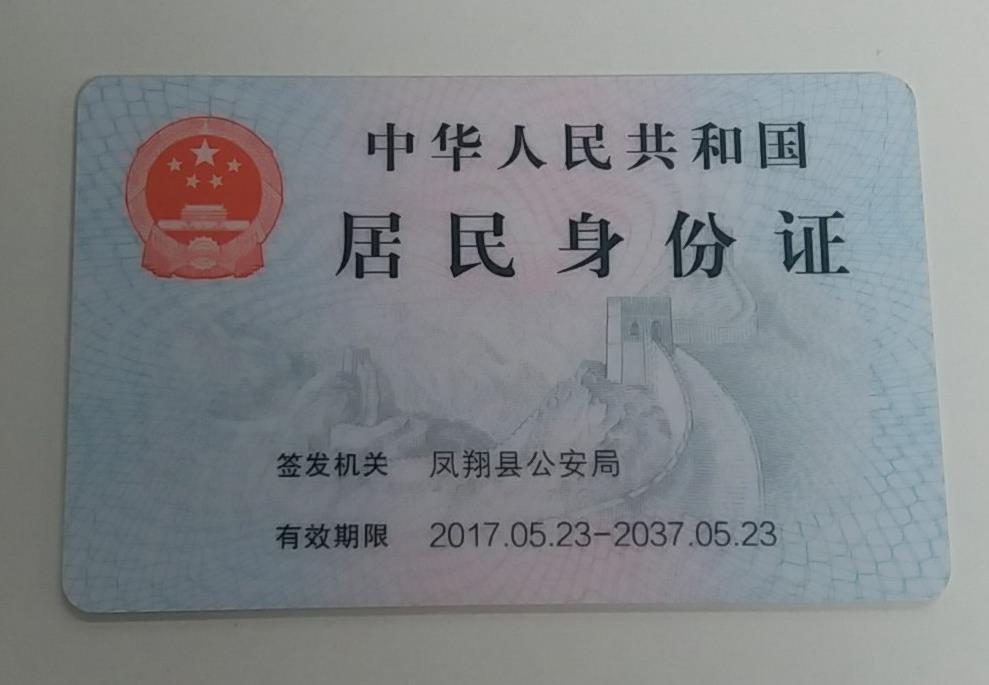 中华人民共和国
居民身份证
签发机关 凤翔县公安局
有效期限 2017.05.23-2037.05.23